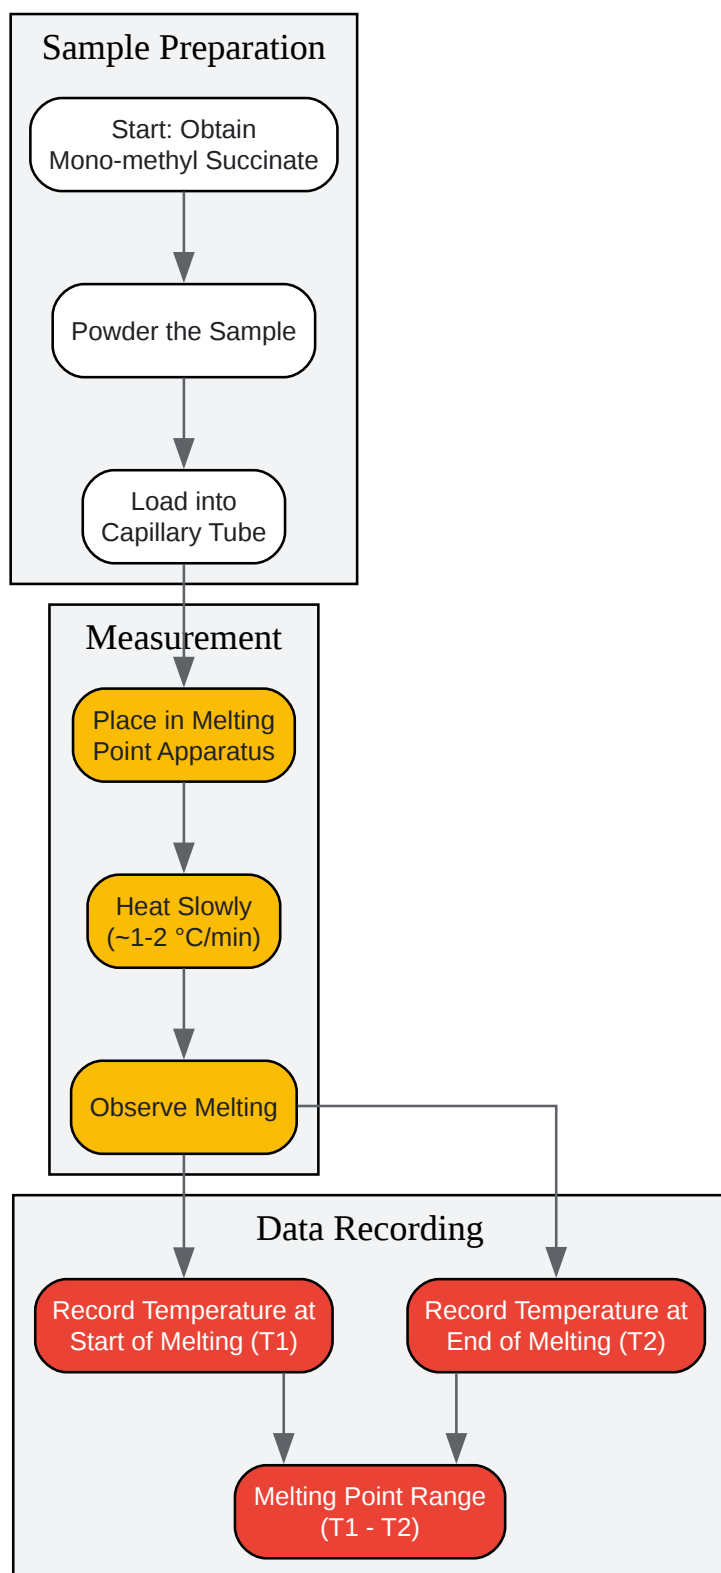 Sample Preparation
Start: Obtain
Mono-methyl Succinate
Powder the Sample
Load into
Capillary Tube
Measurement
Place in Melting
Point Apparatus
Heat Slowly
(~1-2 °C/min)
Observe Melting
Data Recording
Record Temperature at
Start of Melting (T1)
Record Temperature at
End of Melting (T2)
Melting Point Range
(T1 - T2)